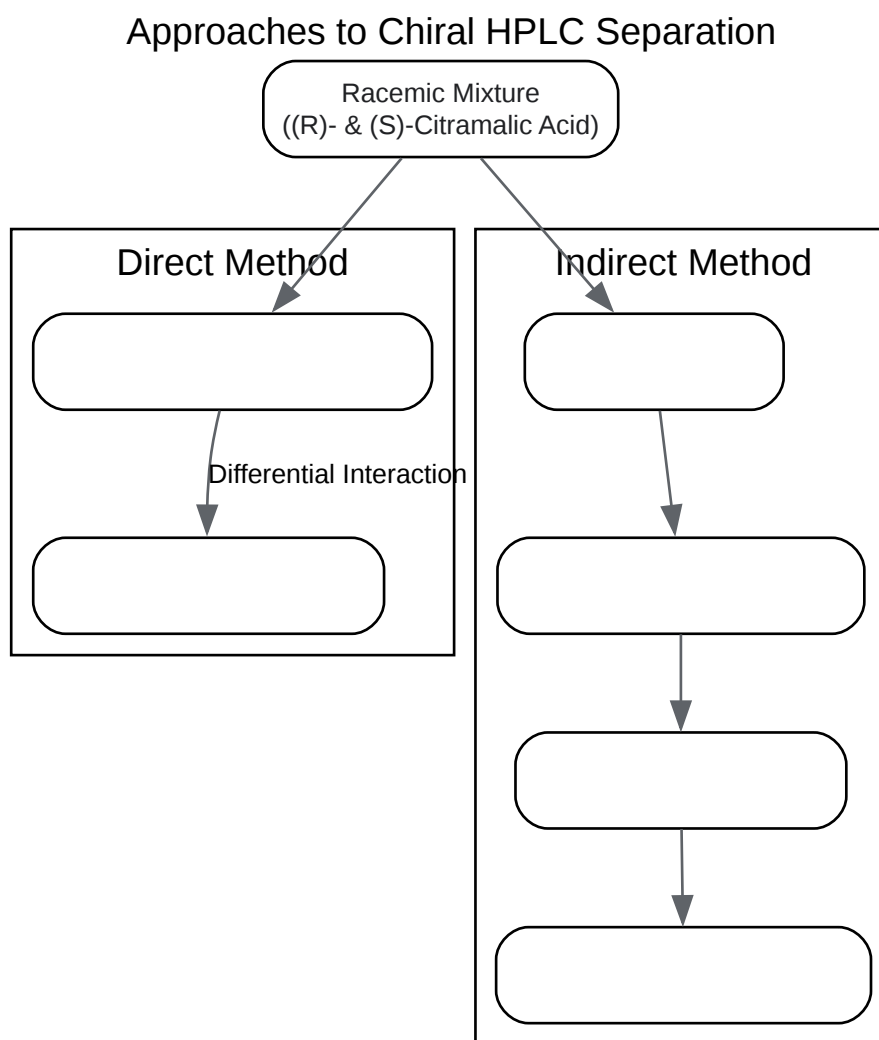 Approaches to Chiral HPLC Separation
Racemic Mixture
((R)- & (S)-Citramalic Acid)
Direct Method
Indirect Method
Differential Interaction